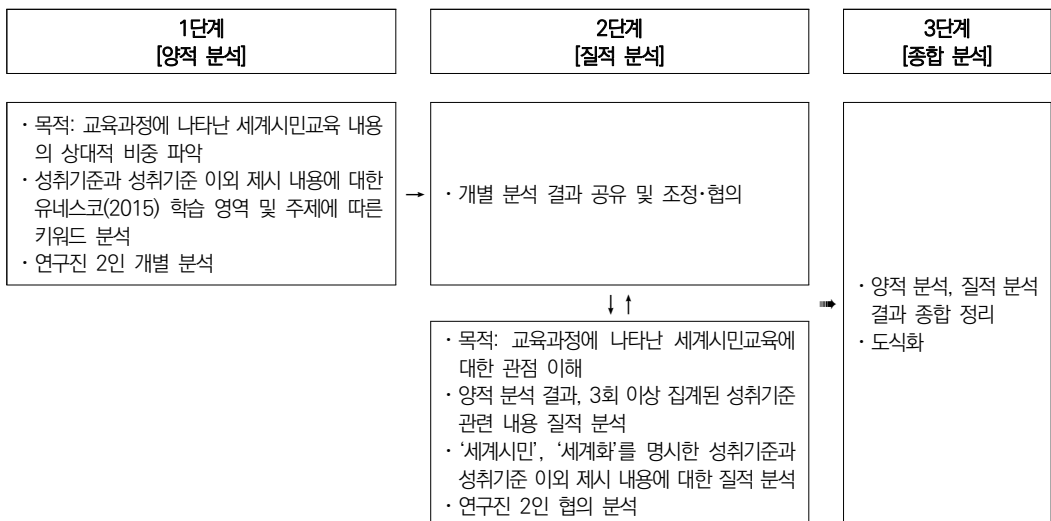 1단계
[양적 분석]
2단계
[질적 분석]
3단계
[종합 분석]
· 목적: 교육과정에 나타난 세계시민교육 내용
의 상대적 비중 파악
· 성취기준과 성취기준 이외 제시 내용에 대한
유네스코(2015) 학습 영역 및 주제에 따른
키워드 분석
· 연구진 2인 개별 분석
→
· 개별 분석 결과 공유 및 조정·협의
↓↑
· 목적: 교육과정에 나타난 세계시민교육에
대한 관점 이해
· 양적 분석 결과, 3회 이상 집계된 성취기준
관련 내용 질적 분석
· ‘세계시민’, ‘세계화’를 명시한 성취기준과
성취기준 이외 제시 내용에 대한 질적 분석
· 연구진 2인 협의 분석
➠
· 양적 분석, 질적 분석
결과 종합 정리
· 도식화